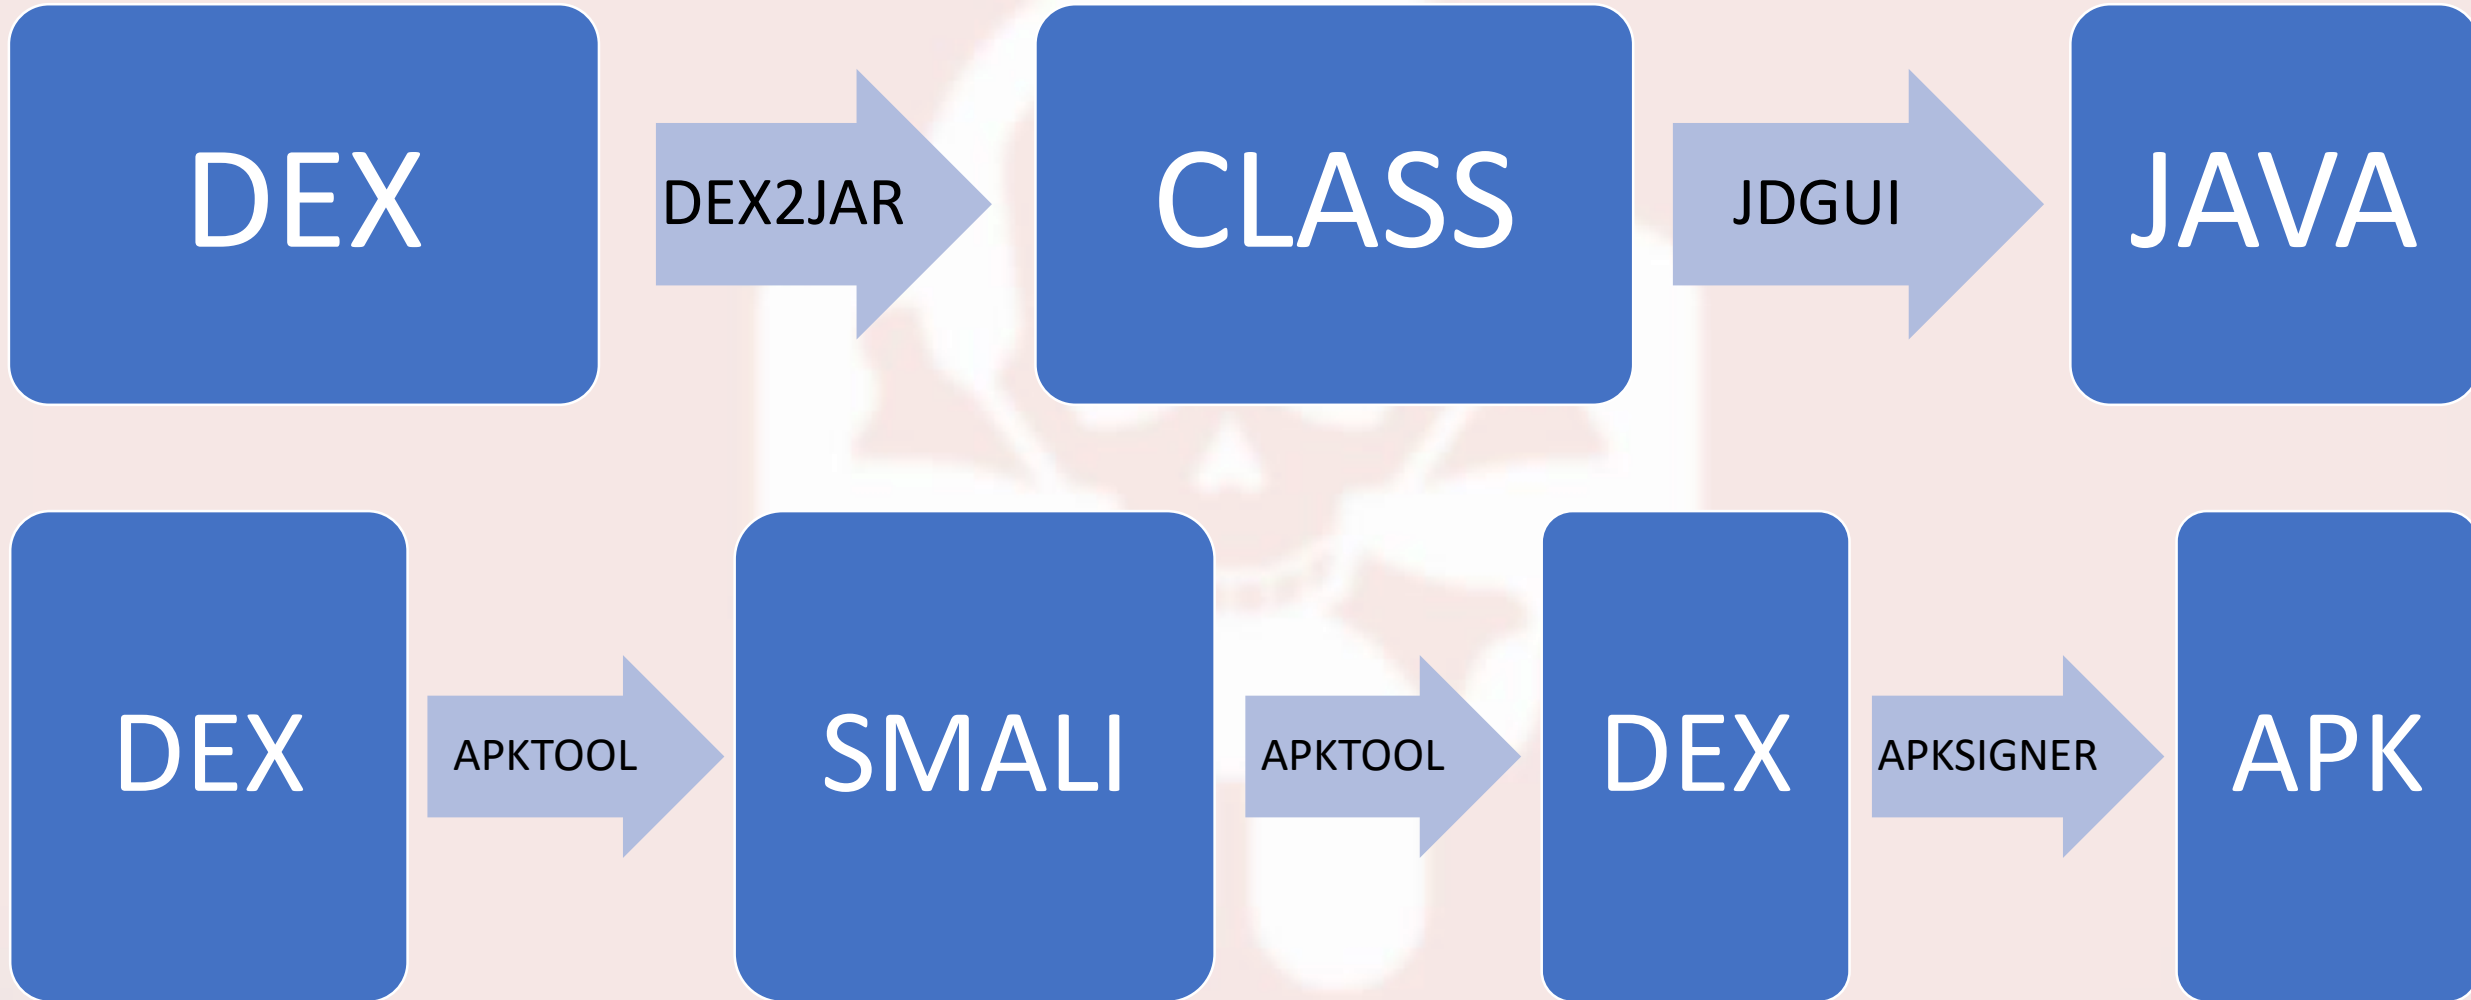 DEX
DEX2JAR
CLASS
JDGUI
JAVA
DEX
APKTOOL
SMALI
APKTOOL
DEX
APKSIGNER
APK